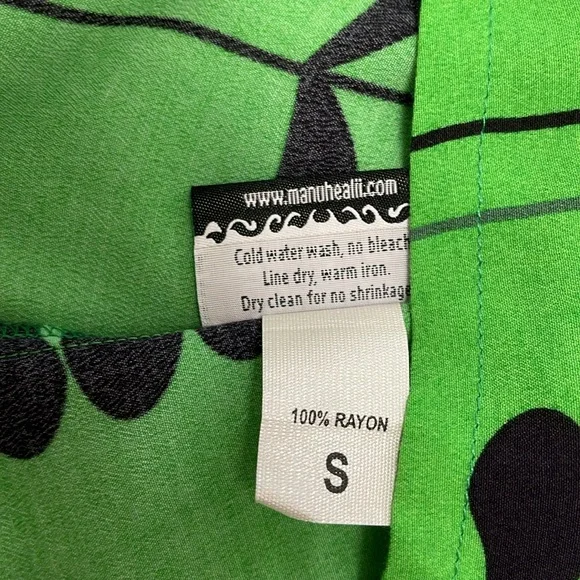 www.manuhealii.com
Cold water wash, no bleach
Line dry, warm iron.
Dry clean for no shrinkage
100% RAYON
S